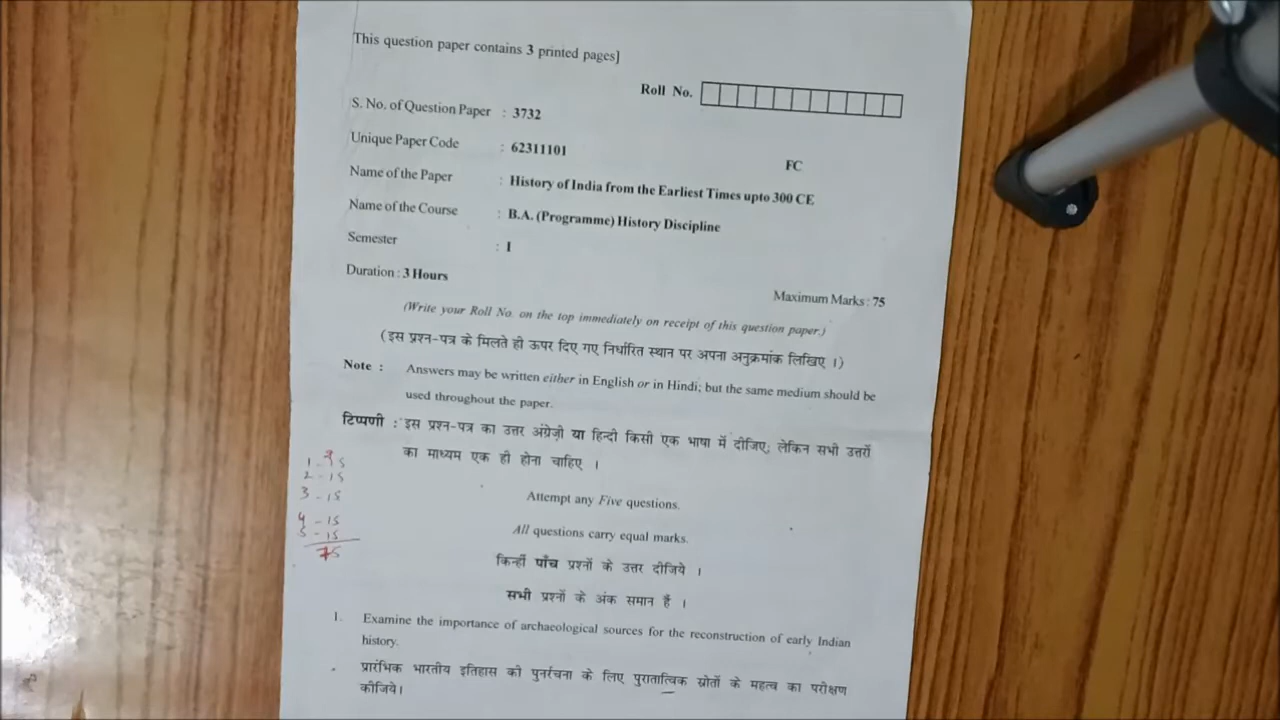 This question paper contains 3 printed pages]
Roll No.
S. No. of Question Paper : 3732
Unique Paper Code : 62311101
FC
Name of the Paper : History of India from the Earliest Times upto 300 CE
Name of the Course : B.A. (Programme) History Discipline
Semester : I
Duration : 3 Hours
Maximum Marks : 75
(Write your Roll No. on the top immediately on receipt of this question paper.)
(इस प्रश्न-पत्र के मिलते ही ऊपर दिए गए निर्धारित स्थान पर अपना अनुक्रमांक लिखिए ।)
Note : Answers may be written either in English or in Hindi; but the same medium should be
used throughout the paper.
टिप्पणी : इस प्रश्न-पत्र का उत्तर अंग्रेज़ी या हिन्दी किसी एक भाषा में दीजिए; लेकिन सभी उत्तरों
का माध्यम एक ही होना चाहिए ।
2 - 15
3 - 15
4 - 15
5 - 15
75
Attempt any Five questions.
All questions carry equal marks.
किन्हीं पाँच प्रश्नों के उत्तर दीजिये ।
सभी प्रश्नों के अंक समान हैं ।
1. Examine the importance of archaeological sources for the reconstruction of early Indian
history.
प्रारंभिक भारतीय इतिहास की पुनर्रचना के लिए पुरातात्विक स्रोतों के महत्व का परीक्षण
कीजिये।